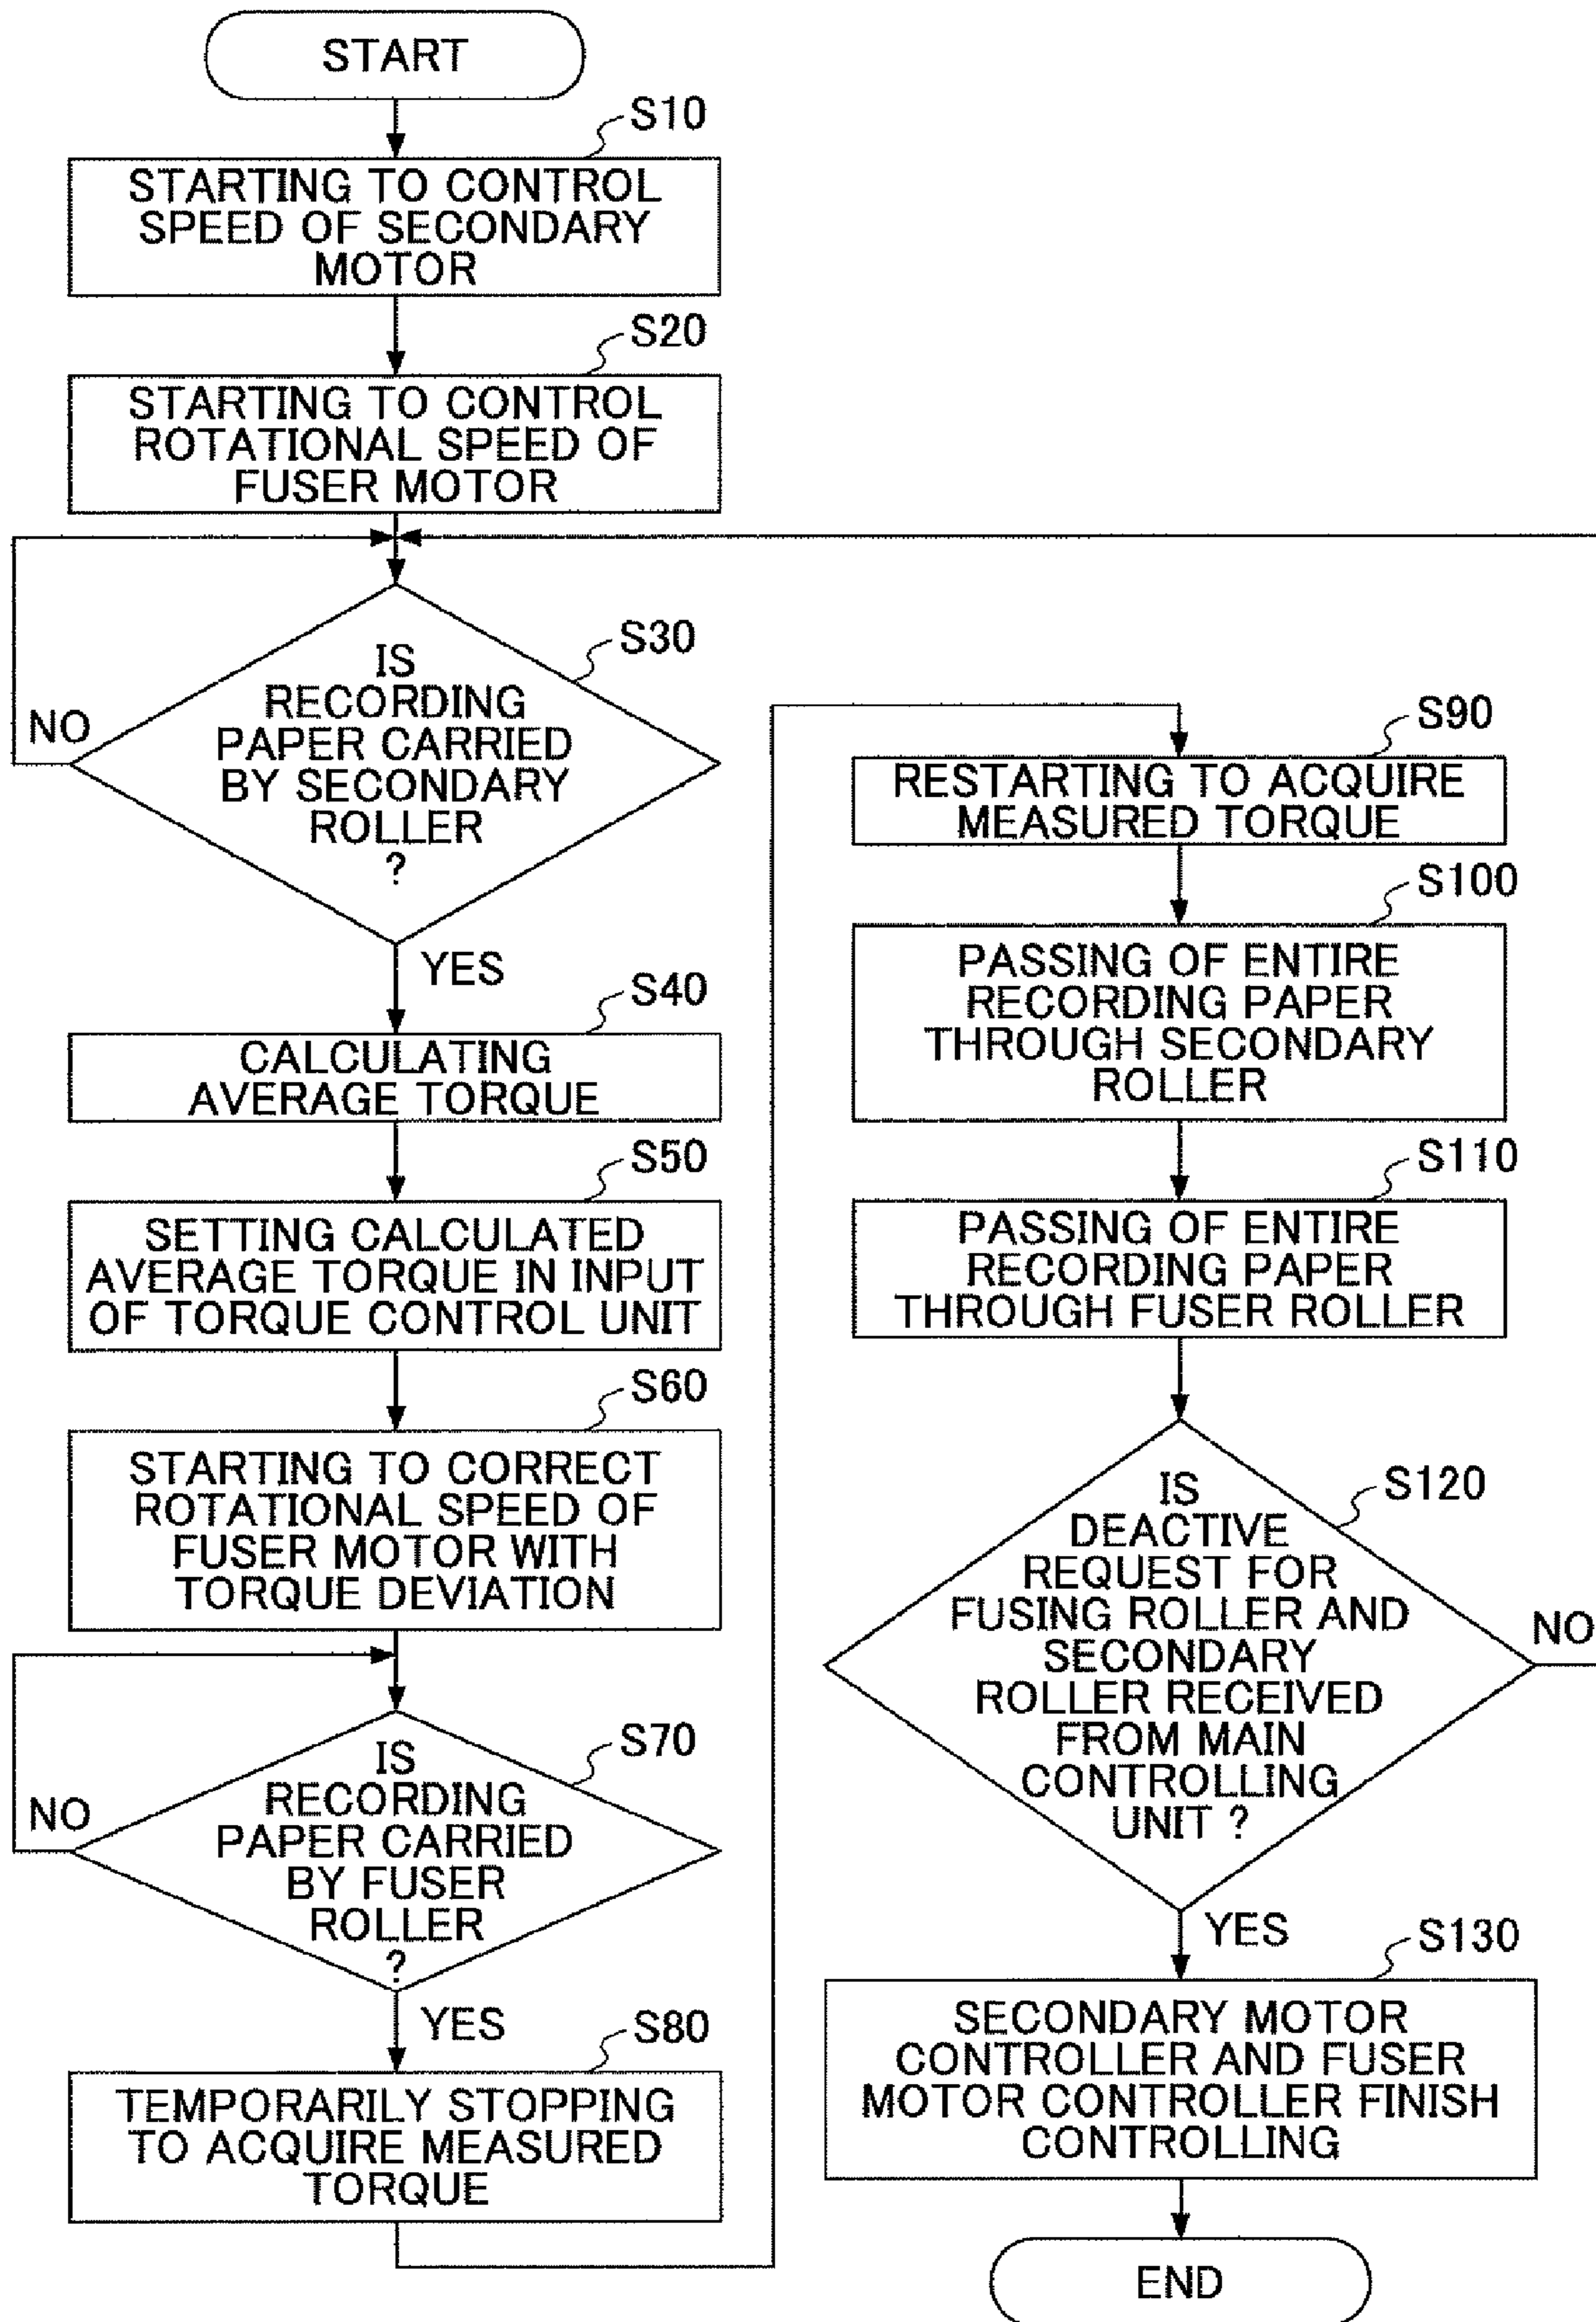 START
S10
STARTING TO CONTROL
SPEED OF SECONDARY
MOTOR
S20
STARTING TO CONTROL
ROTATIONAL SPEED OF
FUSER MOTOR
S30
IS
RECORDING
PAPER CARRIED
BY SECONDARY
ROLLER
?
NO
YES
S40
CALCULATING
AVERAGE TORQUE
S50
SETTING CALCULATED
AVERAGE TORQUE IN INPUT
OF TORQUE CONTROL UNIT
S60
STARTING TO CORRECT
ROTATIONAL SPEED OF
FUSER MOTOR WITH
TORQUE DEVIATION
S70
IS
RECORDING
PAPER CARRIED
BY FUSER
ROLLER
?
NO
YES
S80
TEMPORARILY STOPPING
TO ACQUIRE MEASURED
TORQUE
S90
RESTARTING TO ACQUIRE
MEASURED TORQUE
S100
PASSING OF ENTIRE
RECORDING PAPER
THROUGH SECONDARY
ROLLER
S110
PASSING OF ENTIRE
RECORDING PAPER
THROUGH FUSER ROLLER
S120
IS
DEACTIVE
REQUEST FOR
FUSING ROLLER AND
SECONDARY
ROLLER RECEIVED
FROM MAIN
CONTROLLING
UNIT ?
NO
YES
S130
SECONDARY MOTOR
CONTROLLER AND FUSER
MOTOR CONTROLLER FINISH
CONTROLLING
END